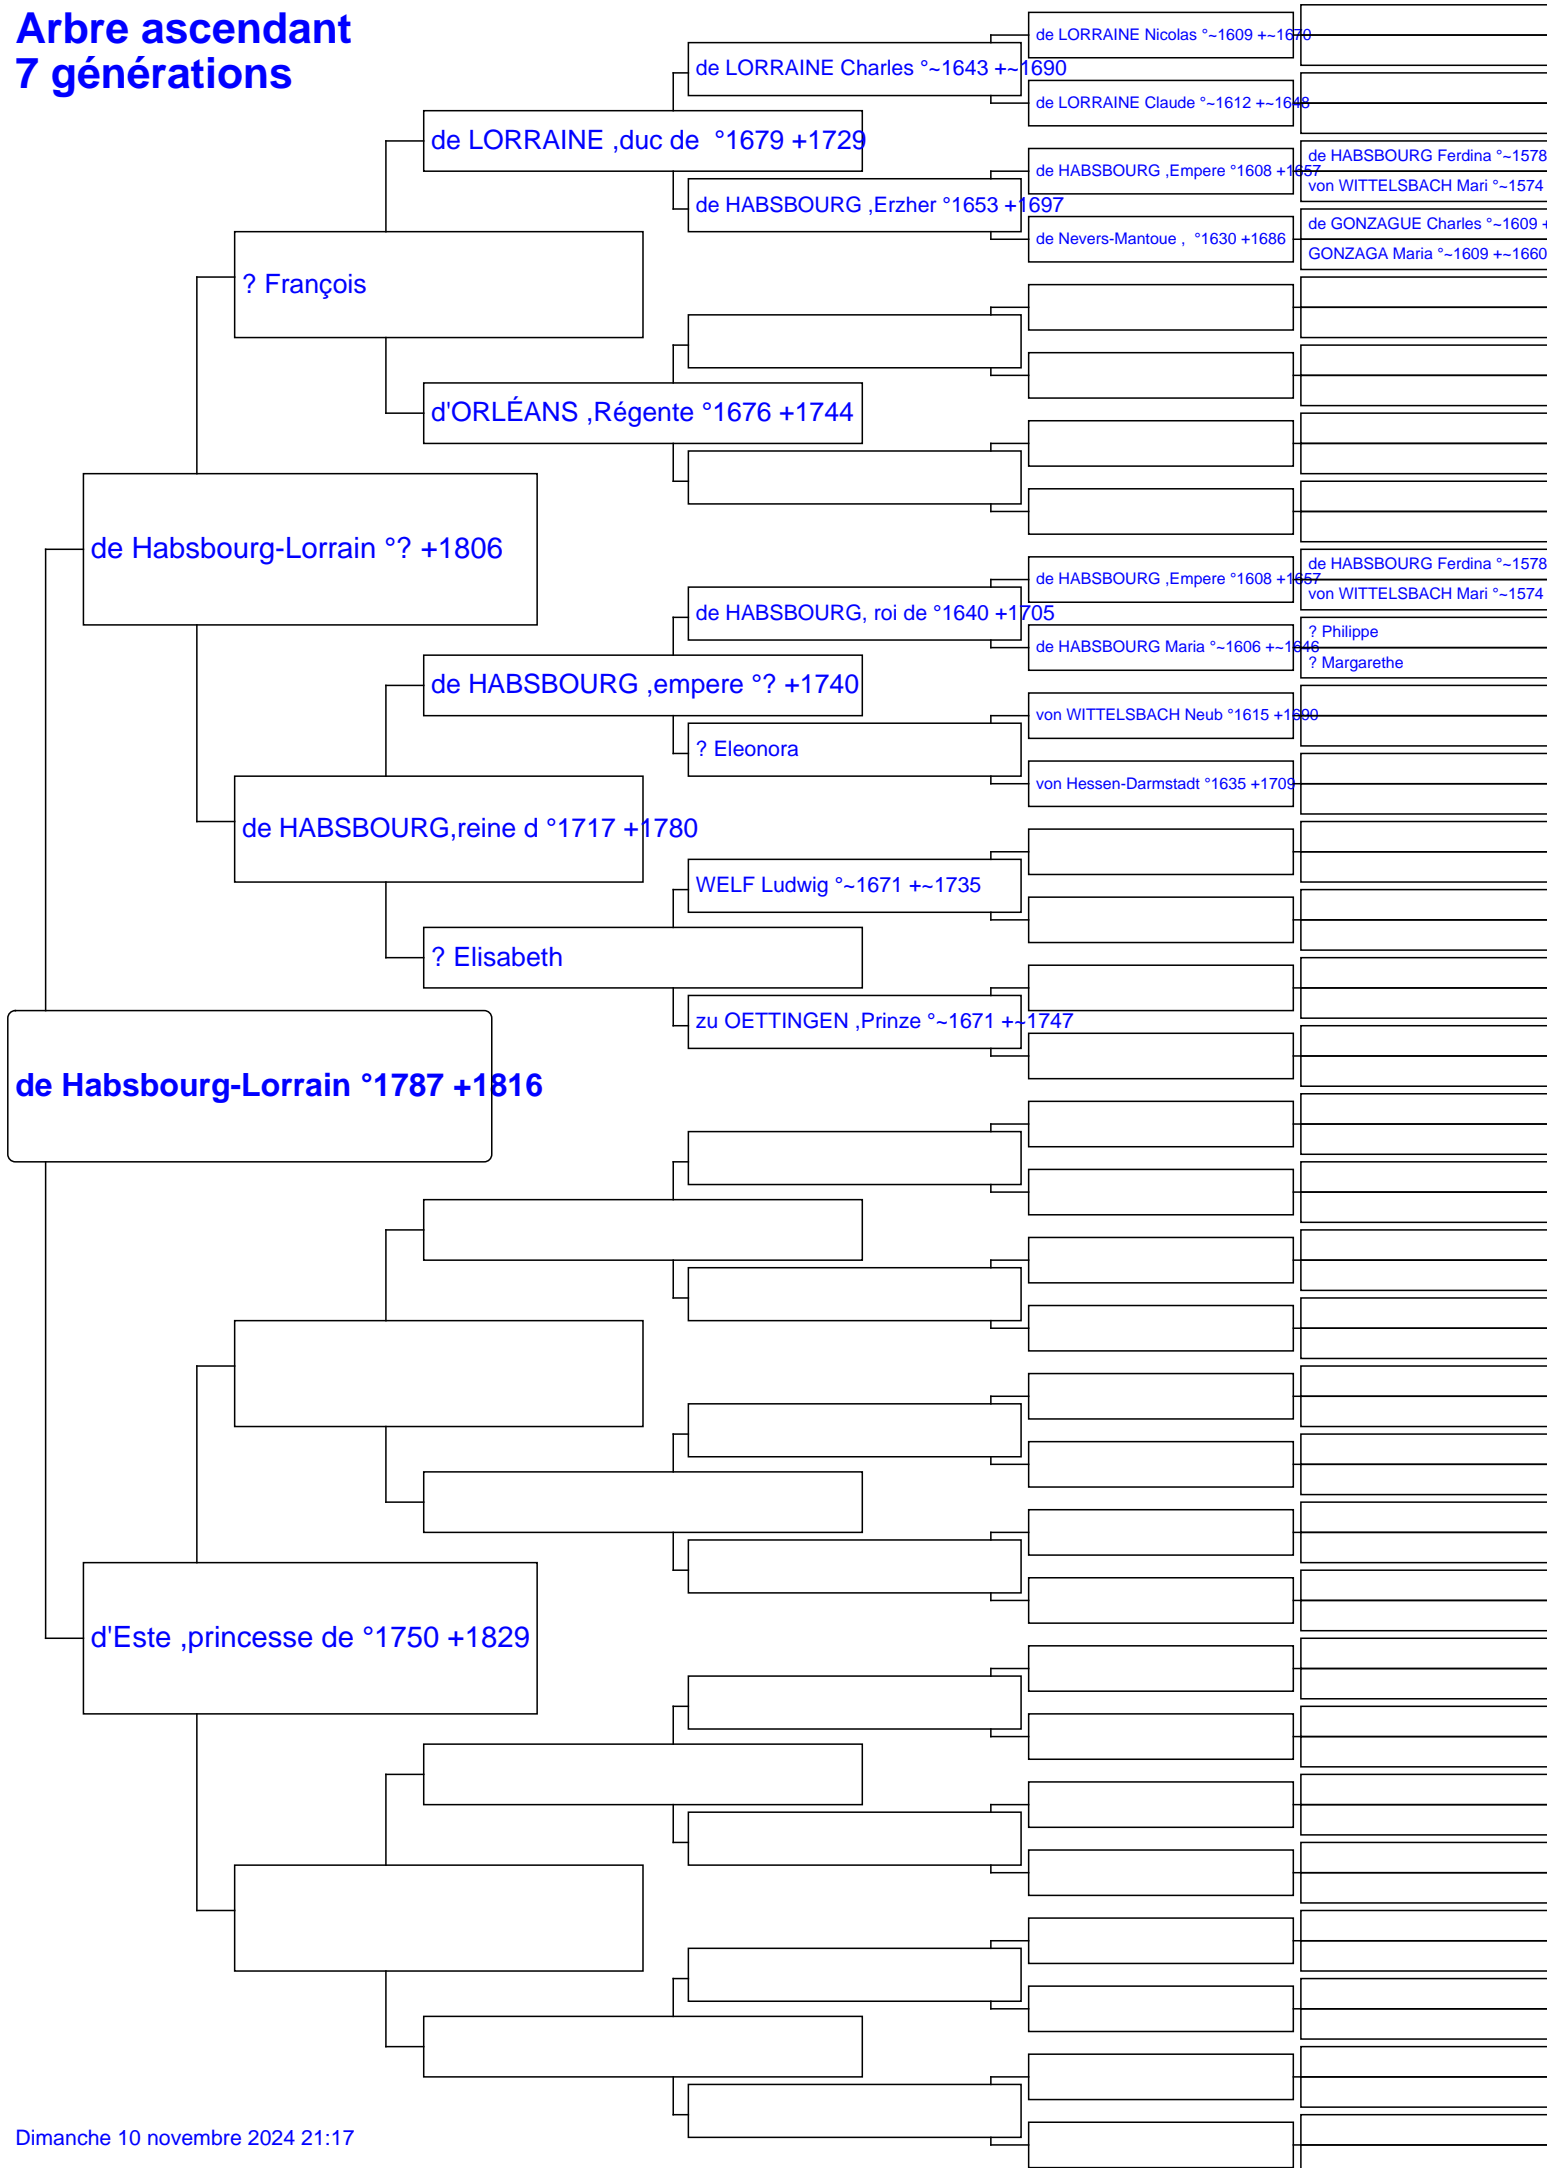 Arbre ascendant
7 générations
de LORRAINE Nicolas °~1609 +~1670
de LORRAINE Charles °~1643 +~1690
de LORRAINE Claude °~1612 +~1648
de LORRAINE ,duc de  °1679 +1729
de HABSBOURG Ferdina °~1578
de HABSBOURG ,Empere °1608 +1657
von WITTELSBACH Mari °~1574
de HABSBOURG ,Erzher °1653 +1697
de GONZAGUE Charles °~1609 +
de Nevers-Mantoue ,  °1630 +1686
GONZAGA Maria °~1609 +~1660
? François
d'ORLÉANS ,Régente °1676 +1744
de Habsbourg-Lorrain °? +1806
de HABSBOURG Ferdina °~1578
de HABSBOURG ,Empere °1608 +1657
von WITTELSBACH Mari °~1574
de HABSBOURG, roi de °1640 +1705
? Philippe
de HABSBOURG Maria °~1606 +~1646
? Margarethe
de HABSBOURG ,empere °? +1740
von WITTELSBACH Neub °1615 +1690
? Eleonora
von Hessen-Darmstadt °1635 +1709
de HABSBOURG,reine d °1717 +1780
WELF Ludwig °~1671 +~1735
? Elisabeth
zu OETTINGEN ,Prinze °~1671 +~1747
de Habsbourg-Lorrain °1787 +1816
d'Este ,princesse de °1750 +1829
Dimanche 10 novembre 2024 21:17